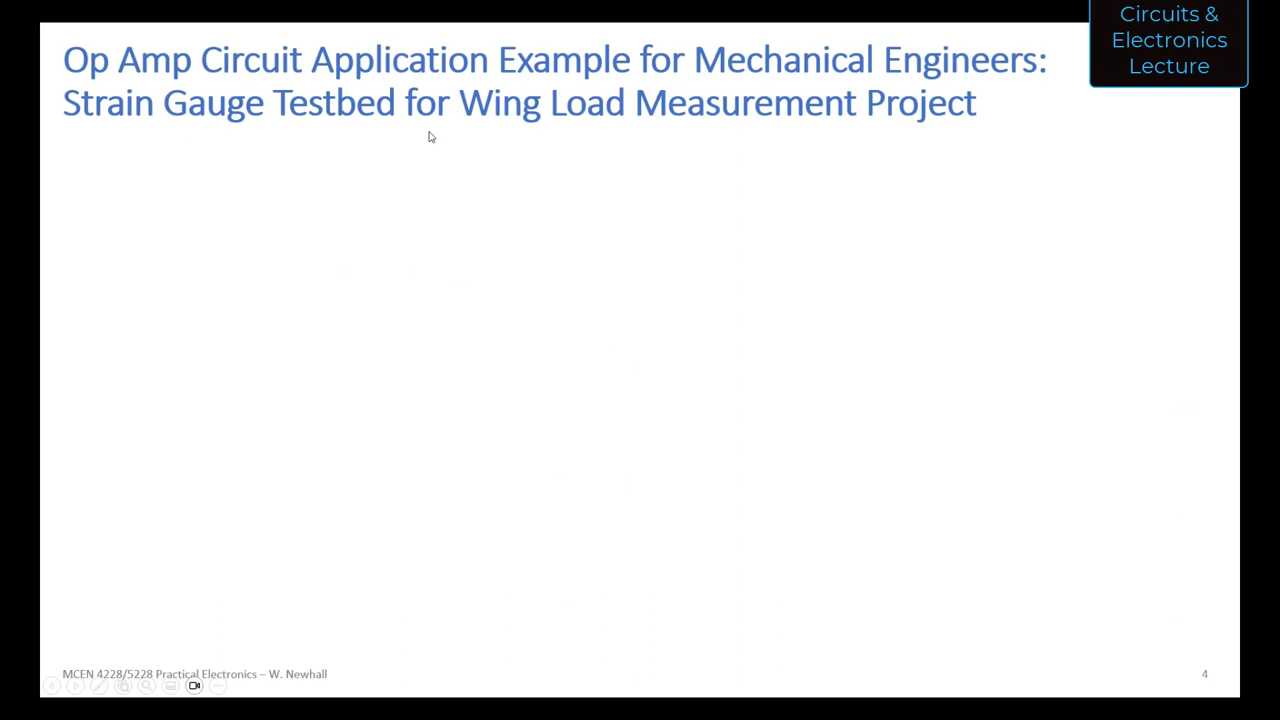 Circuits &
Electronics
Lecture
Op Amp Circuit Application Example for Mechanical Engineers:
Strain Gauge Testbed for Wing Load Measurement Project
MCEN 4228/5228 Practical Electronics – W. Newhall
4